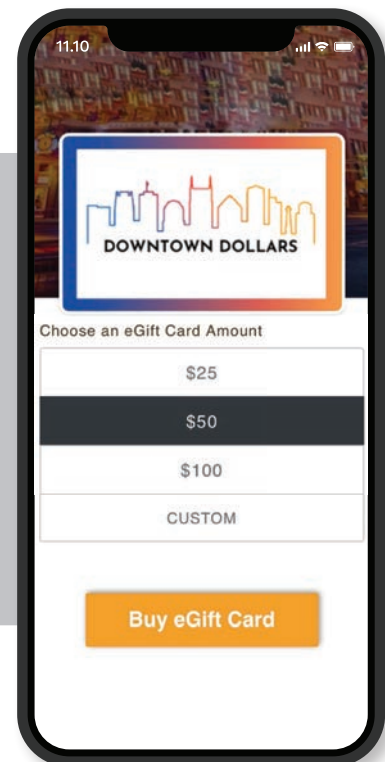 11.10
DOWNTOWN DOLLARS
Choose an eGift Card Amount
$25
$50
$100
CUSTOM
Buy eGift Card